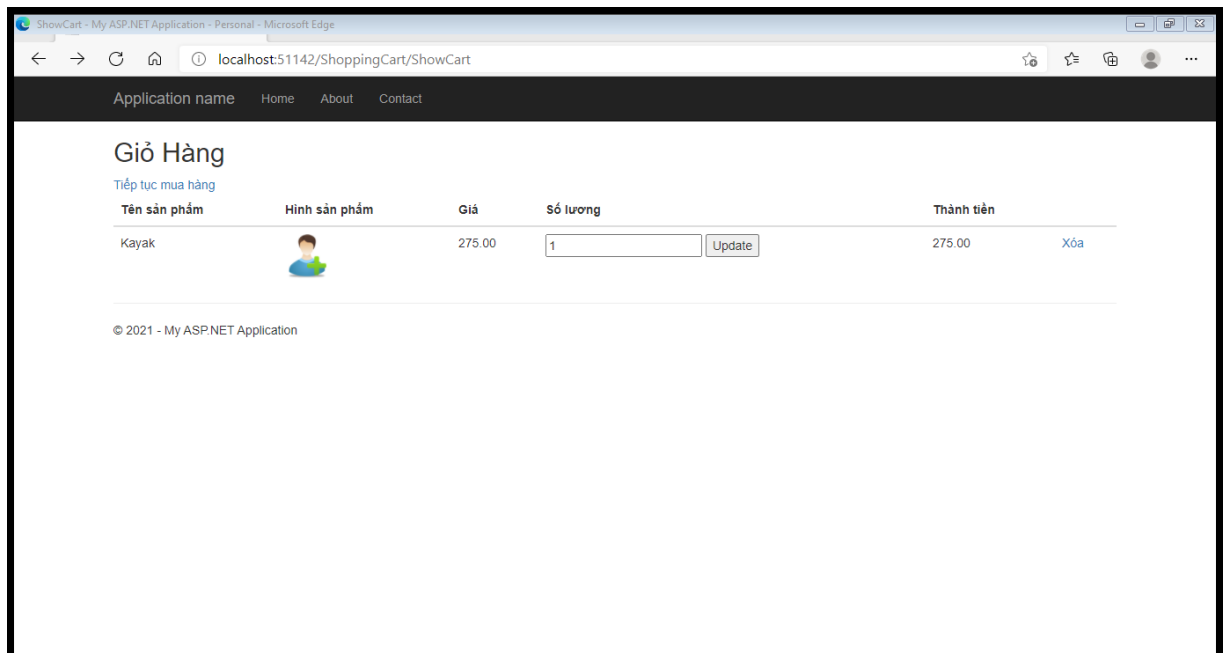 ShowCart - My ASP.NET Application - Personal - Microsoft Edge
localhost:51142/ShoppingCart/ShowCart
Application name Home About Contact
Giỏ Hàng
Tiếp tục mua hàng
Tên sản phẩm Hình sản phẩm Giá Số lương Thành tiền
Kayak 275.00 1 Update 275.00 Xóa
© 2021 - My ASP.NET Application